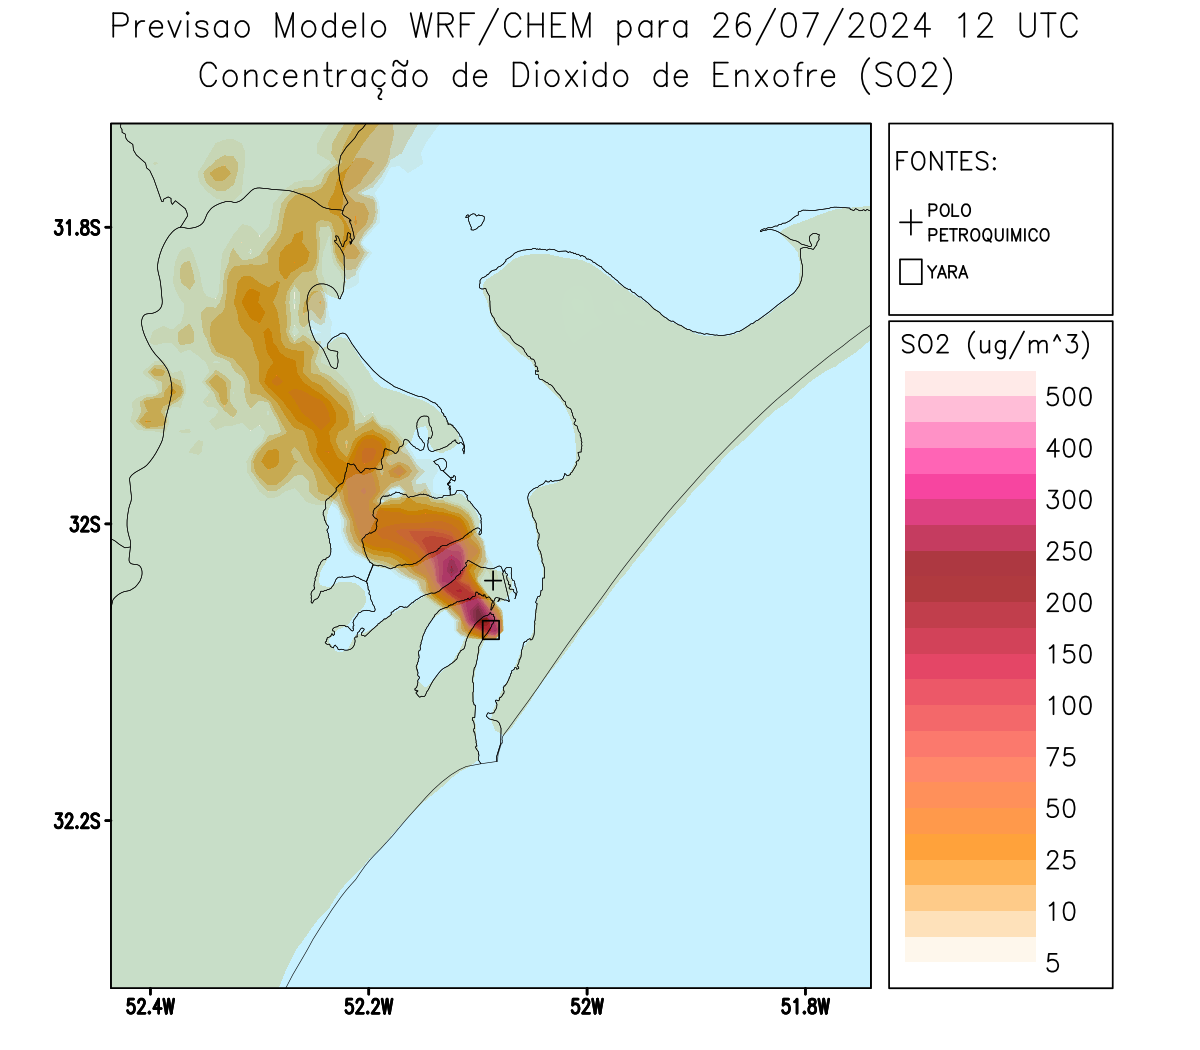 Previsao Modelo WRF/CHEM para 26/07/2024 12 UTC
Concentração de Dioxido de Enxofre (SO2)
FONTES:
POLO
PETROQUIMICO
YARA
31.8S
32S
32.2S
52.4W
52.2W
52W
51.8W
SO2 (ug/m^3)
500
400
300
250
200
150
100
75
50
25
10
5